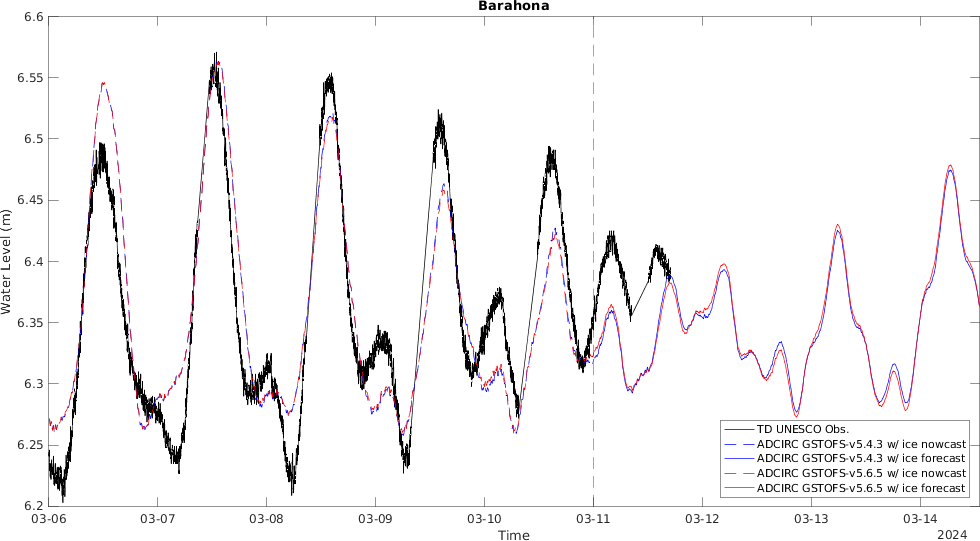 Barahona
6.6
6.55
6.5
6.45
6.4
6.35
6.3
6.25
6.2
Water Level (m)
03-06 03-07 03-08 03-09 03-10 03-11 03-12 03-13 03-14
Time
2024
TD UNESCO Obs.
ADCIRC GSTOFS-v5.4.3 w/ ice nowcast
ADCIRC GSTOFS-v5.4.3 w/ ice forecast
ADCIRC GSTOFS-v5.6.5 w/ ice nowcast
ADCIRC GSTOFS-v5.6.5 w/ ice forecast